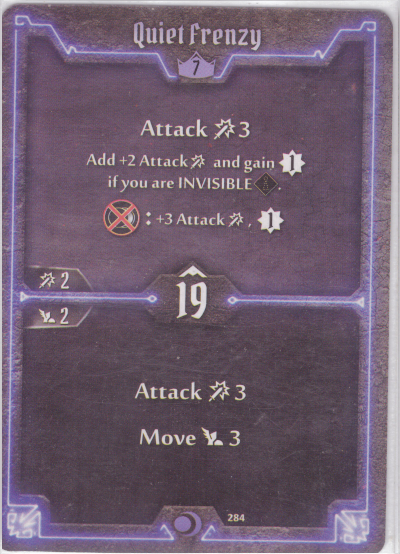 Quiet Frenzy
7
Attack 3
Add +2 Attack and gain 1
if you are INVISIBLE .
: +3 Attack , 1
2
19
2
Attack 3
Move 3
284